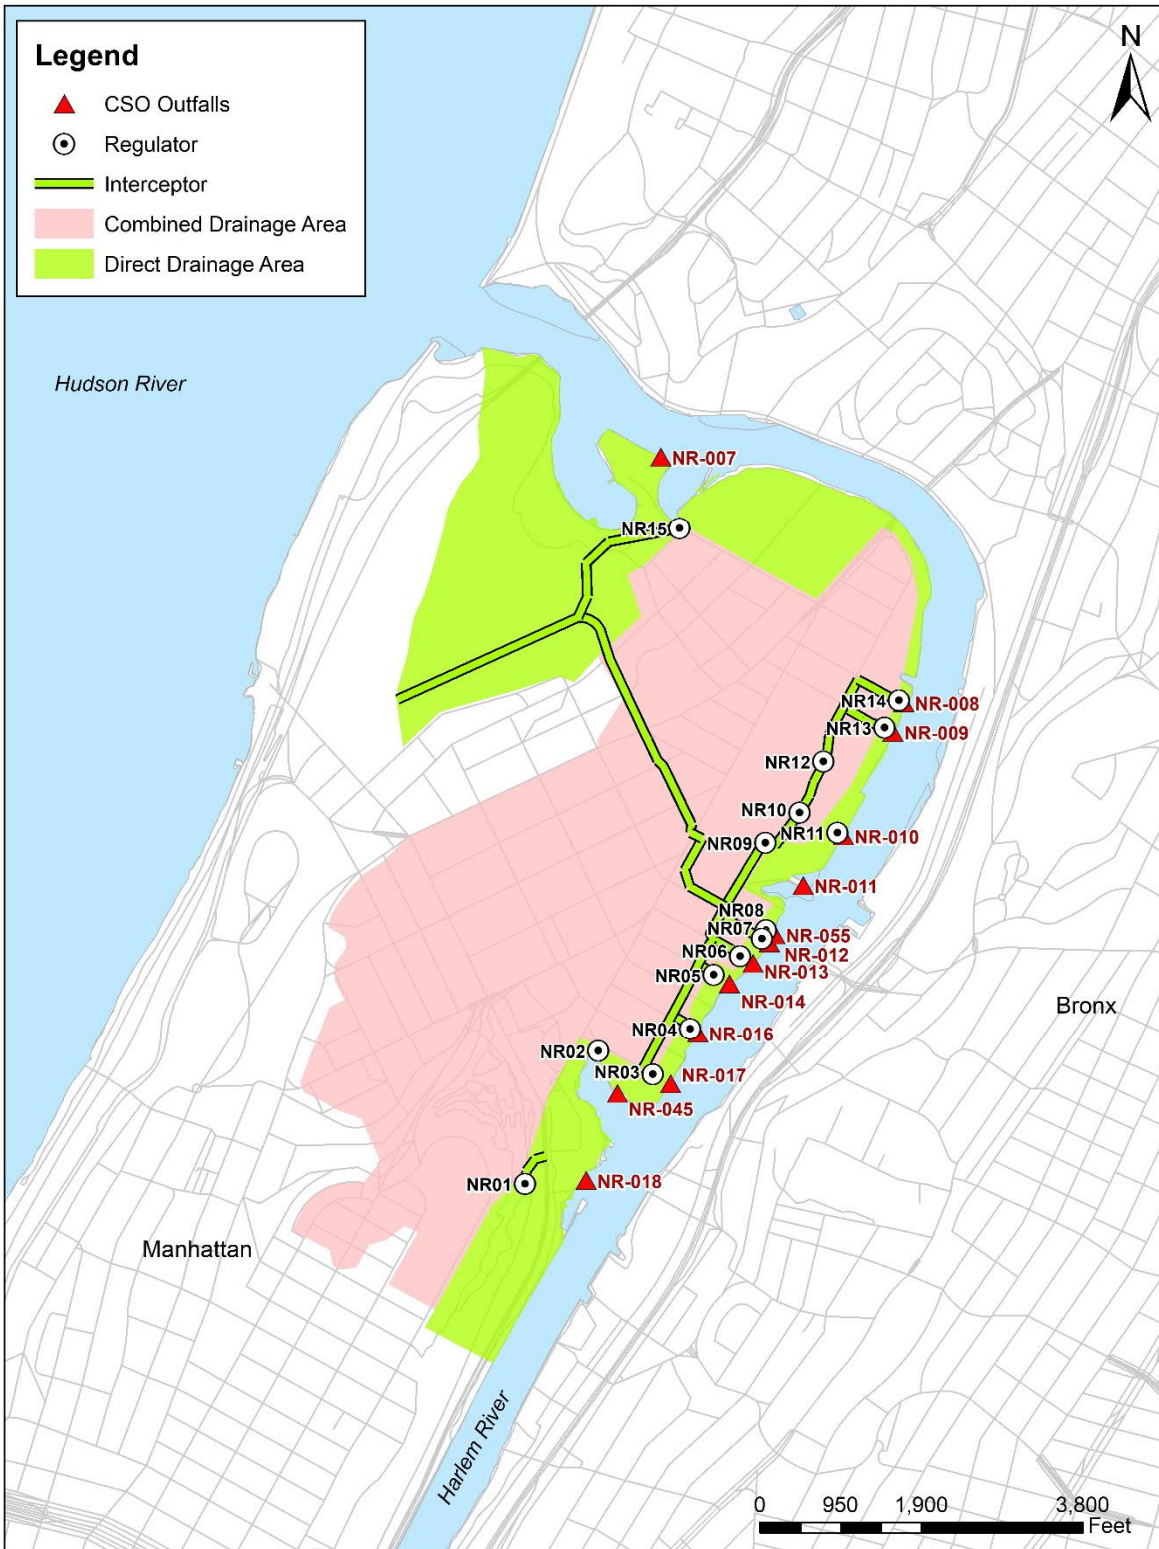 Legend
CSO Outfalls
Regulator
Interceptor
Combined Drainage Area
Direct Drainage Area
N
Hudson River
NR-007
NR15
NR14
NR-008
NR13
NR-009
NR12
NR10
NR11
NR-010
NR09
NR-011
NR08
NR07
NR-055
NR-012
NR06
NR-013
NR05
NR-014
Bronx
NR04
NR-016
NR02
NR03
NR-017
NR-045
NR01
NR-018
Manhattan
Harlem River
0 950 1,900 3,800
Feet